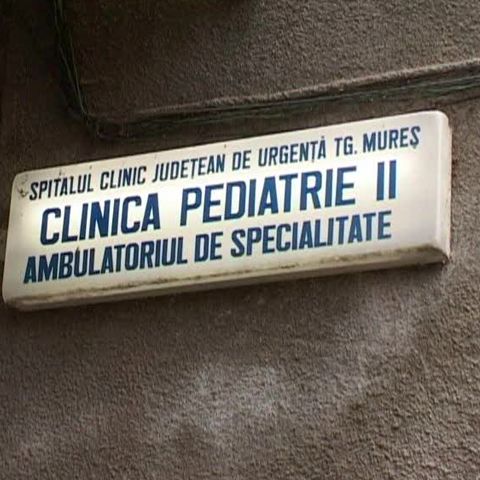 SPITALUL CLINIC JUDEȚEAN DE URGENȚĂ TG. MUREȘ
CLINICA PEDIATRIE II
AMBULATORIUL DE SPECIALITATE